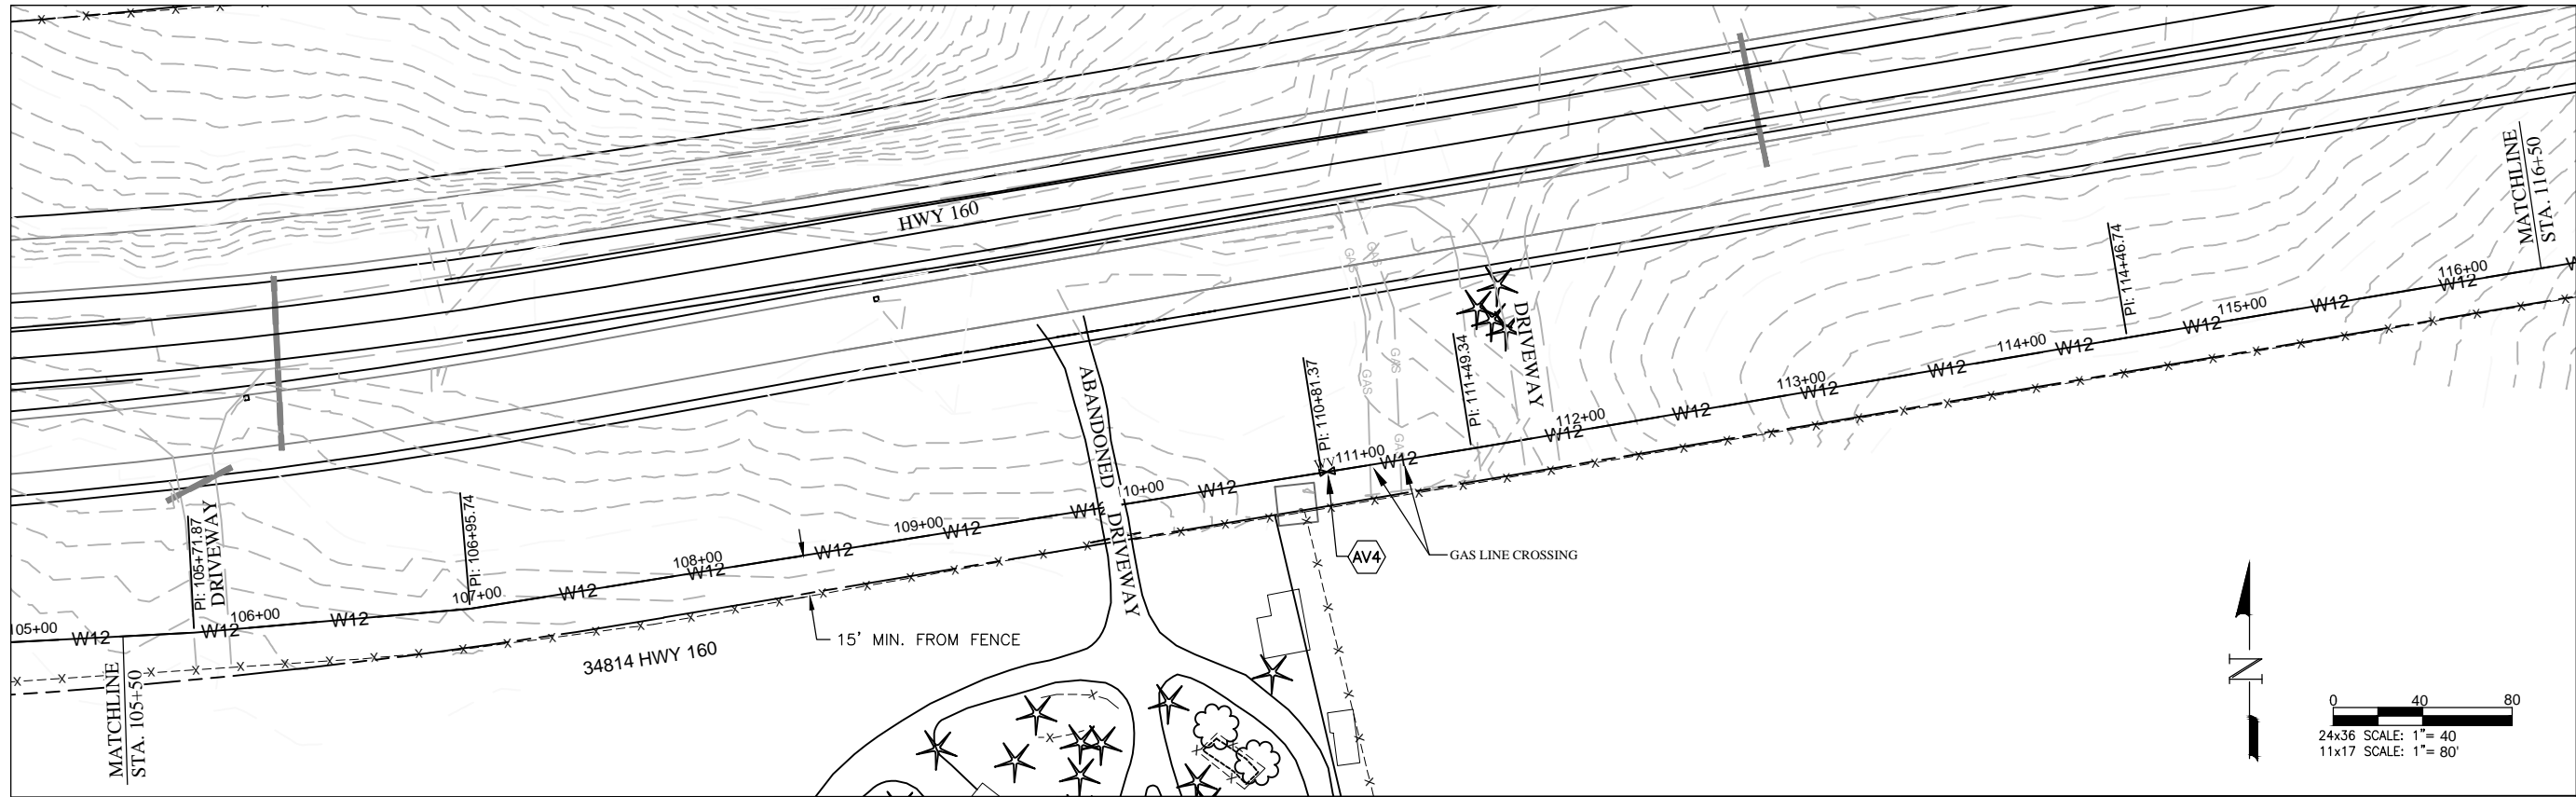 HWY 160
MATCHLINE
STA. 116+50
PI: 114+46.74
116+00
W12
115+00
W12
W12
GAS
GAS
DRIVEWAY
PI: 111+49.34
114+00
W12
W12
GAS
GAS
PI: 110+81.37
ABANDONED DRIVEWAY
113+00
W12
W12
112+00
W12
GAS
111+00
W12
WV
10+00
W12
W12
109+00
W12
AV4
GAS LINE CROSSING
PI: 106+95.74
PI: 105+71.87
DRIVEWAY
108+00
W12
W12
107+00
W12
106+00
W12
W12
105+00
W12
15' MIN. FROM FENCE
34814 HWY 160
MATCHLINE
STA. 105+50
N
0 40 80
24x36 SCALE: 1"= 40
11x17 SCALE: 1"= 80'